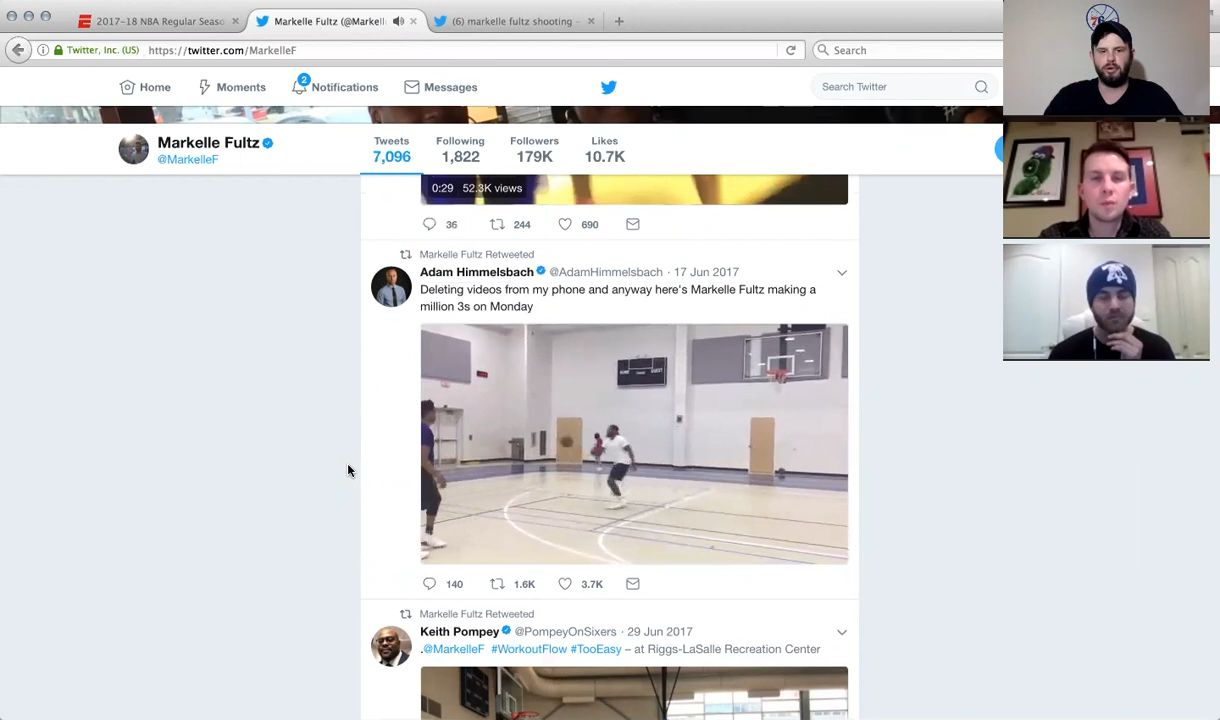 2017-18 NBA Regular Seaso
Markelle Fultz (@Markell
(6) markelle fultz shooting -
Twitter, Inc. (US) https://twitter.com/MarkelleF
Search
Home
Moments
2
Notifications
Messages
Search Twitter
Markelle Fultz
@MarkelleF
Tweets
7,096
Following
1,822
Followers
179K
Likes
10.7K
0:29 52.3K views
36 244 690
Markelle Fultz Retweeted
Adam Himmelsbach @AdamHimmelsbach · 17 Jun 2017
Deleting videos from my phone and anyway here's Markelle Fultz making a
million 3s on Monday
140 1.6K 3.7K
Markelle Fultz Retweeted
Keith Pompey @PompeyOnSixers · 29 Jun 2017
.@MarkelleF #WorkoutFlow #TooEasy – at Riggs-LaSalle Recreation Center
76